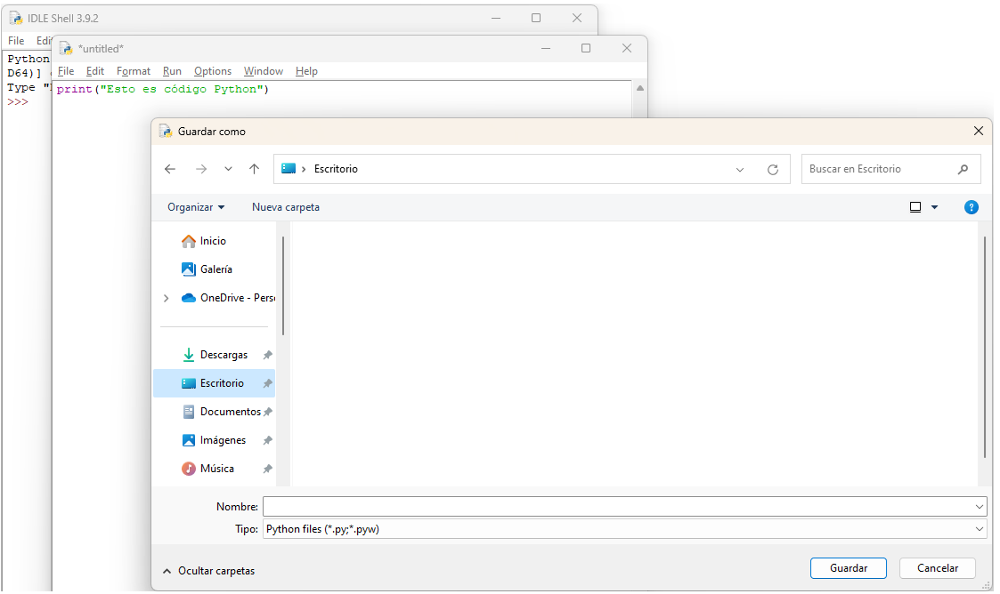 IDLE Shell 3.9.2
File Edi
Python
D64)]
Type "
>>>
*untitled*
File Edit Format Run Options Window Help
print("Esto es código Python")
Guardar como
Escritorio
Buscar en Escritorio
Organizar Nueva carpeta
Inicio
Galería
OneDrive - Pers
Descargas
Escritorio
Documentos
Imágenes
Música
Nombre:
Tipo: Python files (*.py;*.pyw)
Ocultar carpetas
Guardar Cancelar